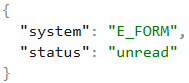 {
  "system": "E_FORM",
  "status": "unread"
}